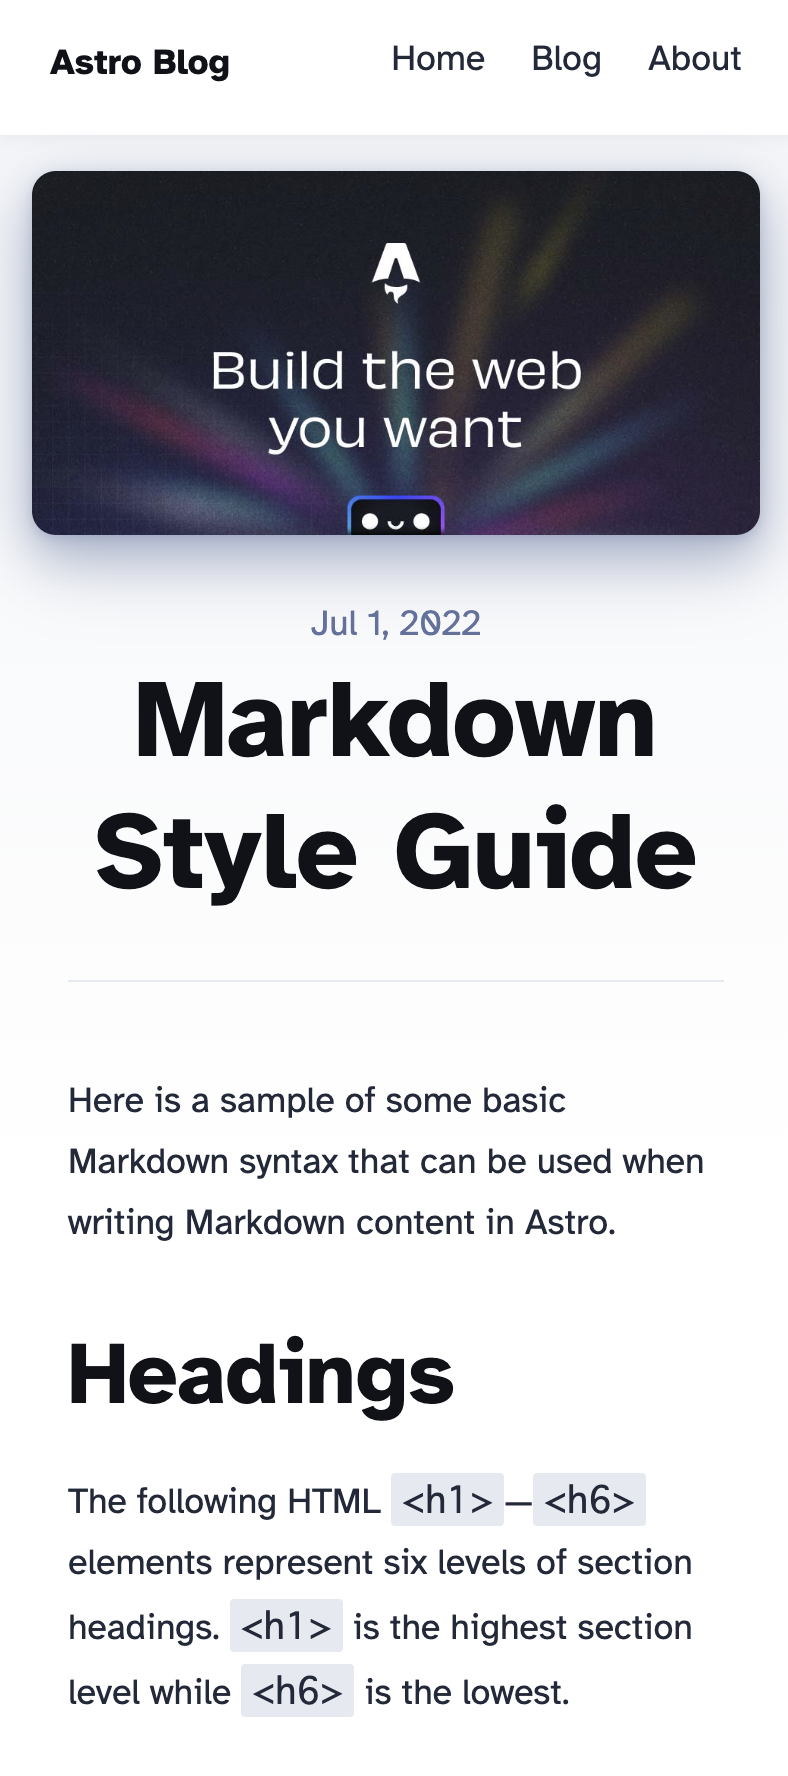 Astro Blog
Home Blog About
Build the web
you want
Jul 1, 2022
Markdown
Style Guide
Here is a sample of some basic
Markdown syntax that can be used when
writing Markdown content in Astro.
Headings
The following HTML <h1>—<h6>
elements represent six levels of section
headings. <h1> is the highest section
level while <h6> is the lowest.